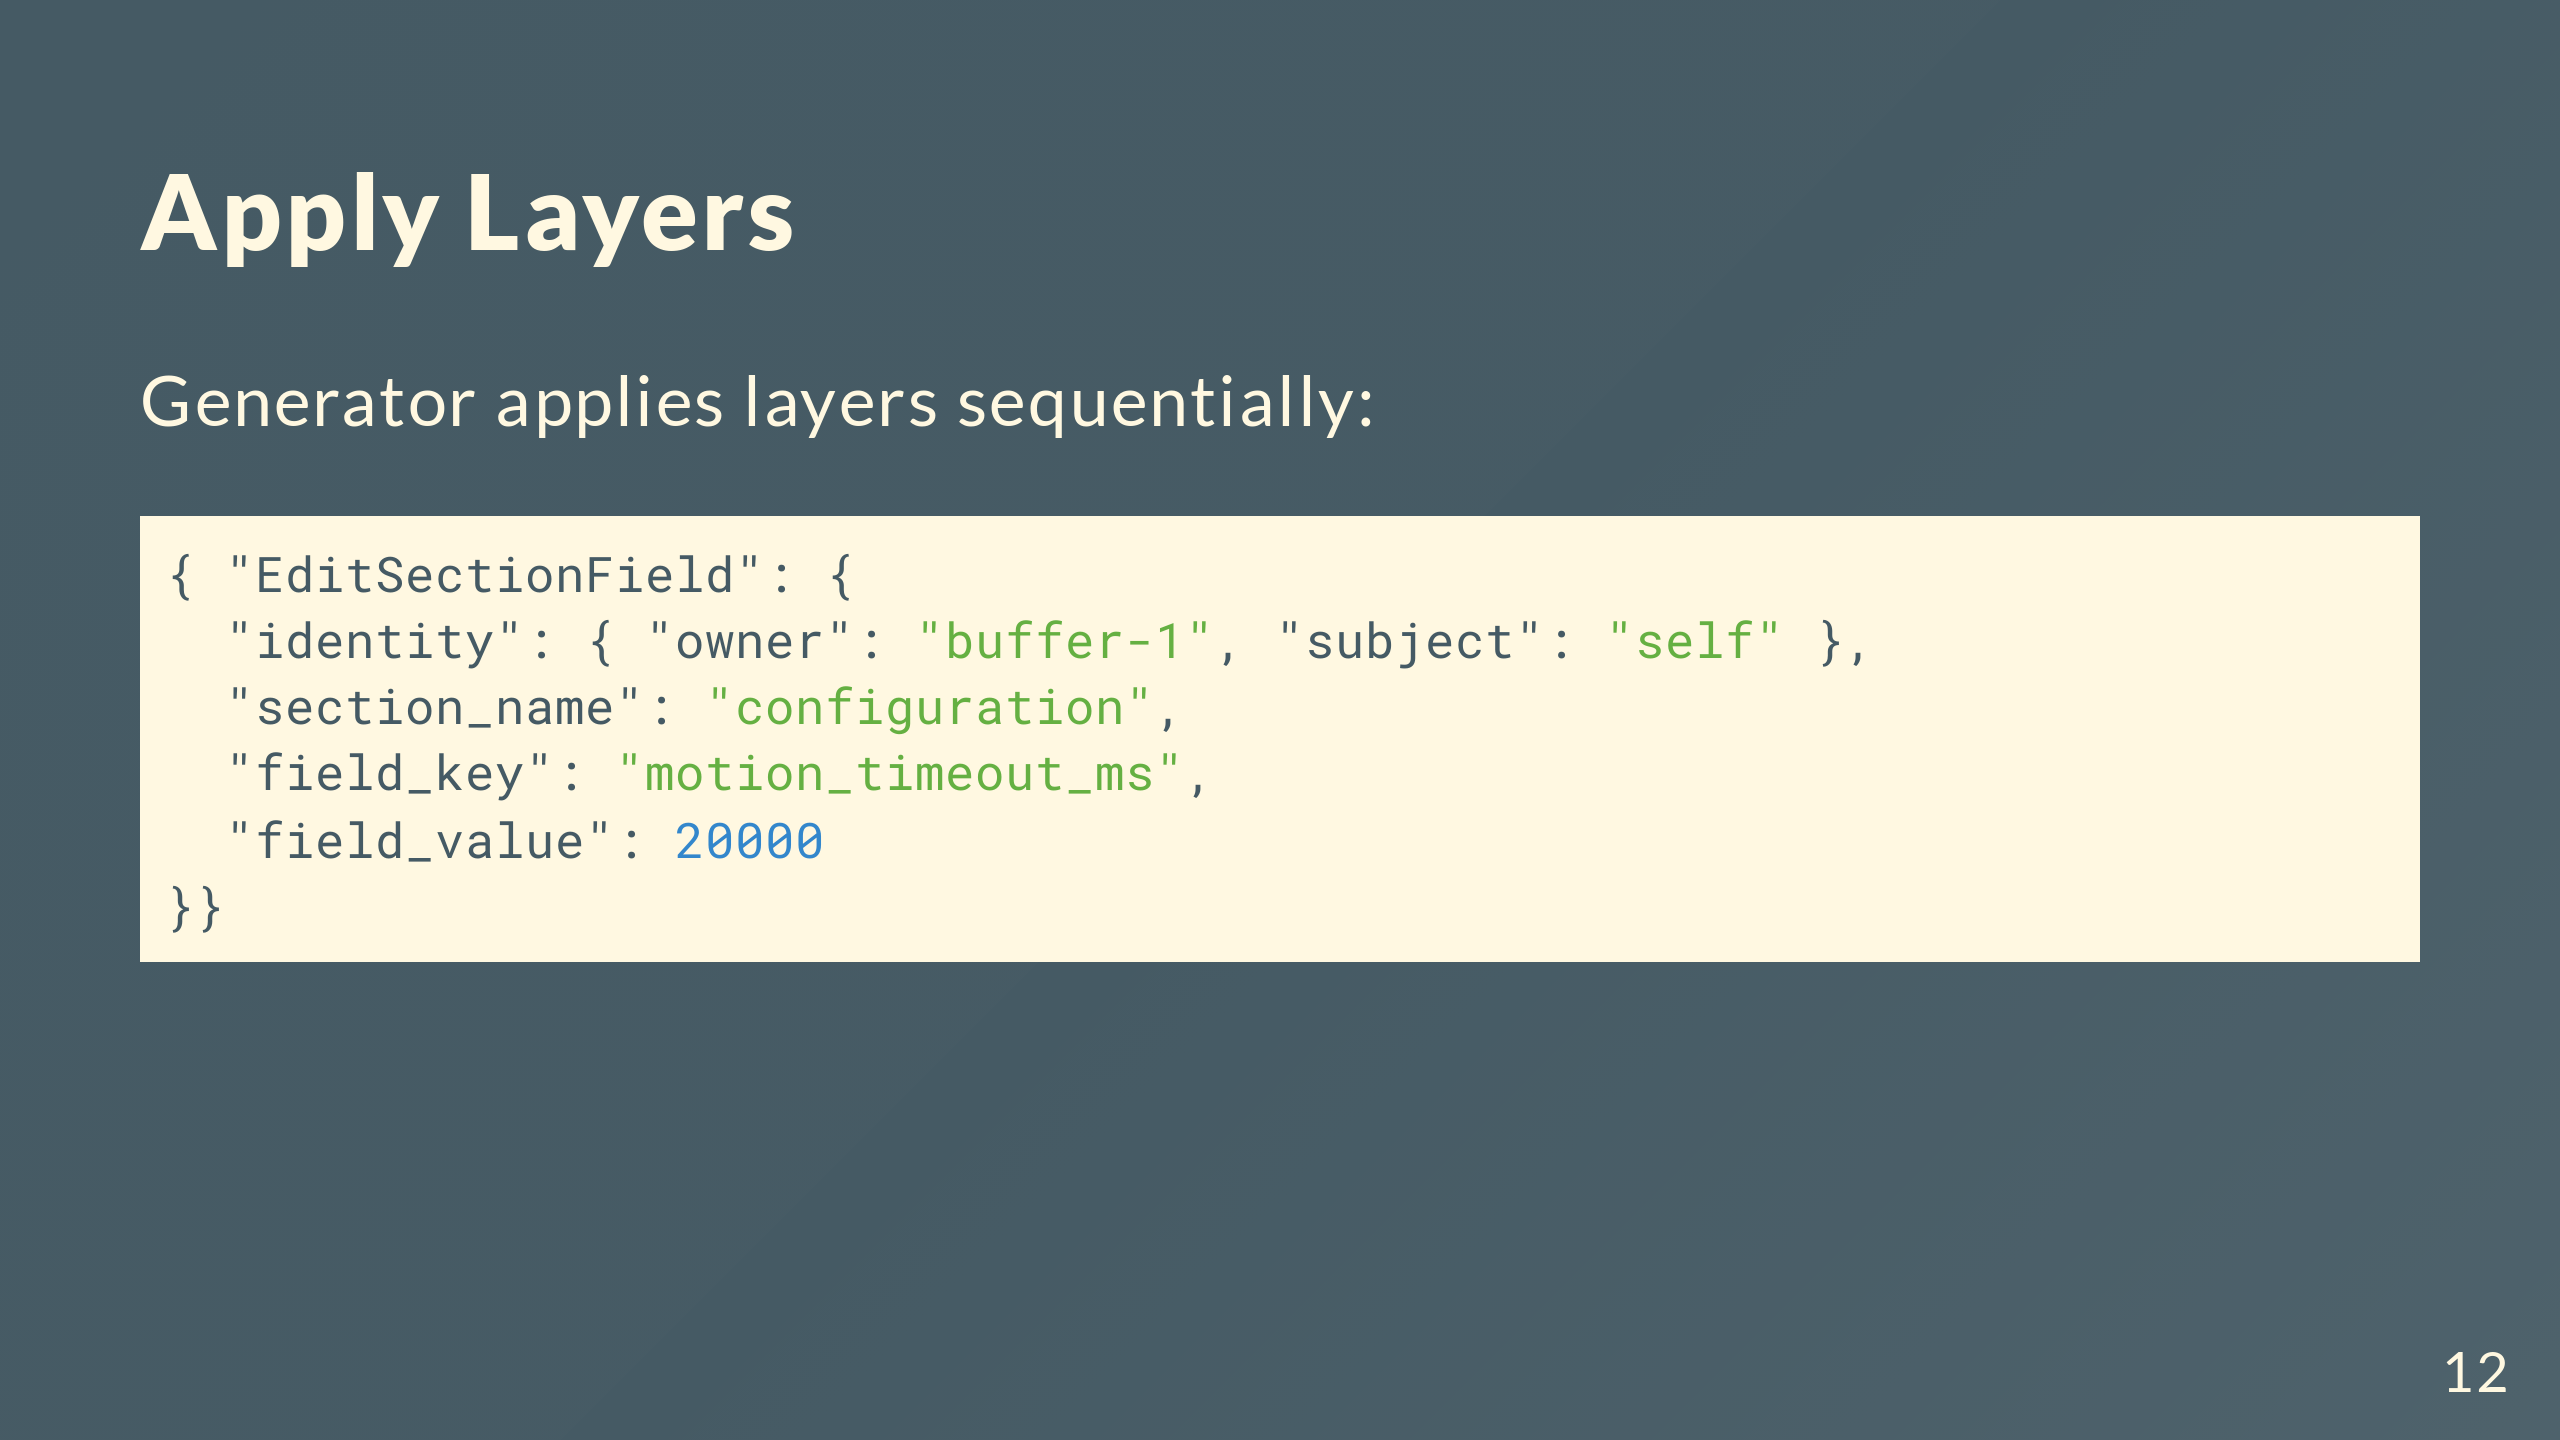 Apply Layers
Generator applies layers sequentially:
{ "EditSectionField": {
  "identity": { "owner": "buffer-1", "subject": "self" },
  "section_name": "configuration",
  "field_key": "motion_timeout_ms",
  "field_value": 20000
}}
12